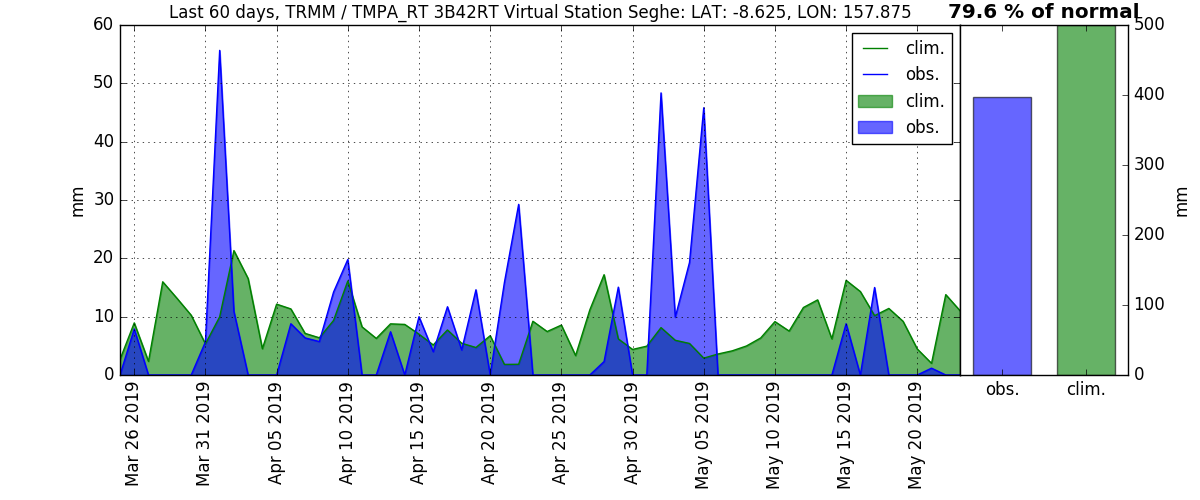 Last 60 days, TRMM / TMPA_RT 3B42RT Virtual Station Seghe: LAT: -8.625, LON: 157.875
79.6 % of normal
60
50
40
30
20
10
0
mm
clim.
obs.
clim.
obs.
500
400
300
200
100
0
mm
Mar 26 2019
Mar 31 2019
Apr 05 2019
Apr 10 2019
Apr 15 2019
Apr 20 2019
Apr 25 2019
Apr 30 2019
May 05 2019
May 10 2019
May 15 2019
May 20 2019
obs.
clim.